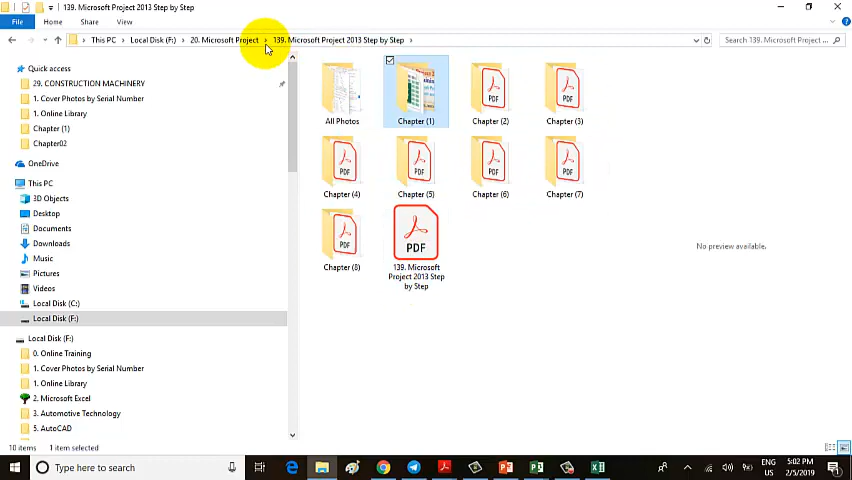 139. Microsoft Project 2013 Step by Step
File
Home
Share
View
This PC
Local Disk (F:)
20. Microsoft Project
139. Microsoft Project 2013 Step by Step
Search 139. Microsoft Project ...
Quick access
29. CONSTRUCTION MACHINERY
1. Cover Photos by Serial Number
1. Online Library
Chapter (1)
Chapter02
OneDrive
This PC
3D Objects
Desktop
Documents
Downloads
Music
Pictures
Videos
Local Disk (C:)
Local Disk (F:)
Local Disk (F:)
0. Online Training
1. Cover Photos by Serial Number
1. Online Library
2. Microsoft Excel
3. Automotive Technology
5. AutoCAD
All Photos
Chapter (1)
PDF
Chapter (2)
PDF
Chapter (3)
PDF
Chapter (4)
PDF
Chapter (5)
PDF
Chapter (6)
PDF
Chapter (7)
PDF
Chapter (8)
PDF
139. Microsoft
Project 2013 Step
by Step
No preview available.
10 items
1 item selected
Type here to search
ENG
US
5:02 PM
2/5/2019